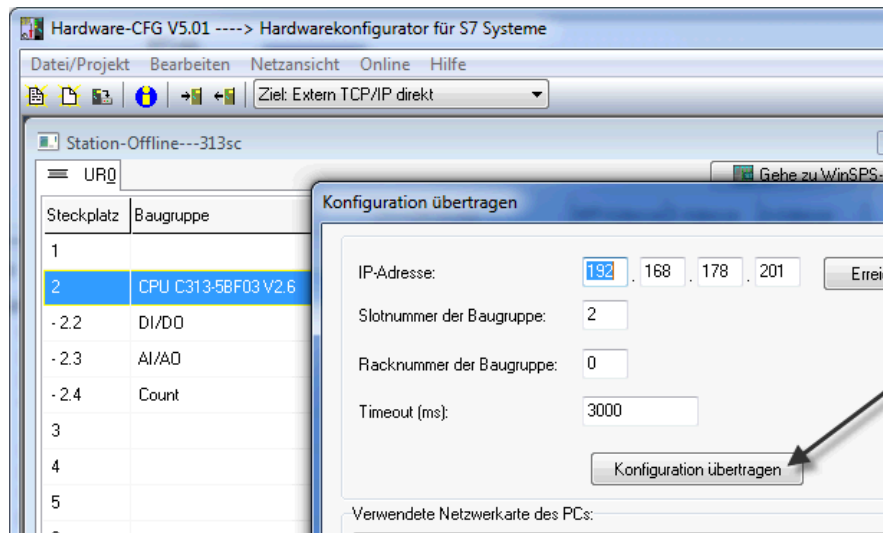 Hardware-CFG V5.01 ----> Hardwarekonfigurator für S7 Systeme
Datei/Projekt Bearbeiten Netzansicht Online Hilfe
Ziel: Extern TCP/IP direkt
Station-Offline---313sc
UR0
Gehe zu WinSPS-
Steckplatz Baugruppe
1
2 CPU C313-5BF03 V2.6
- 2.2 DI/DO
- 2.3 AI/AO
- 2.4 Count
3
4
5
Konfiguration übertragen
IP-Adresse: 192 . 168 . 178 . 201 Errei
Slotnummer der Baugruppe: 2
Racknummer der Baugruppe: 0
Timeout (ms): 3000
Konfiguration übertragen
Verwendete Netzwerkarte des PCs: